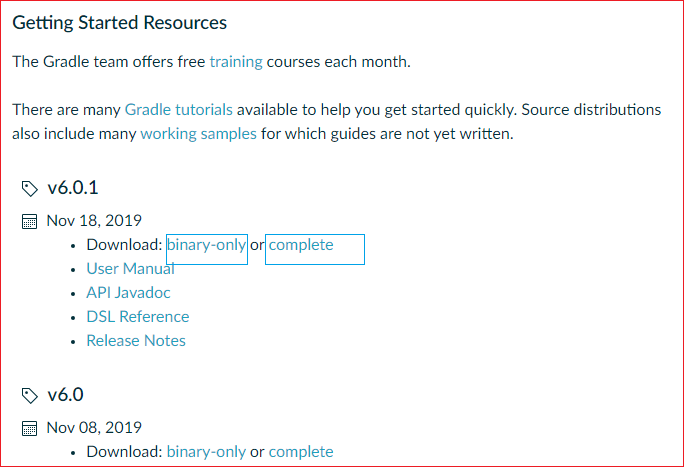 Getting Started Resources
The Gradle team offers free training courses each month.
There are many Gradle tutorials available to help you get started quickly. Source distributions
also include many working samples for which guides are not yet written.
v6.0.1
Nov 18, 2019
• Download: binary-only or complete
• User Manual
• API Javadoc
• DSL Reference
• Release Notes
v6.0
Nov 08, 2019
• Download: binary-only or complete